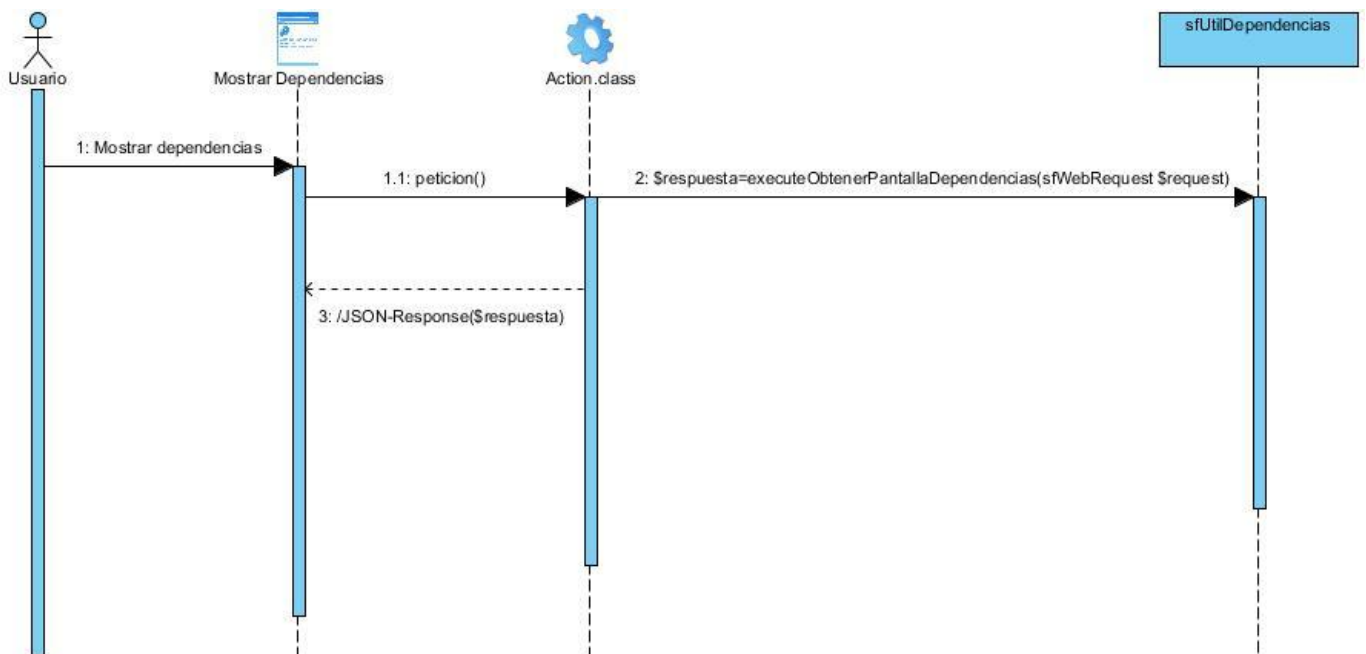 Usuario
Mostrar Dependencias
Action.class
sfUtilDependencias
1: Mostrar dependencias
1.1: peticion()
2: $respuesta=executeObtenerPantallaDependencias(sfWebRequest $request)
3: /JSON-Response($respuesta)